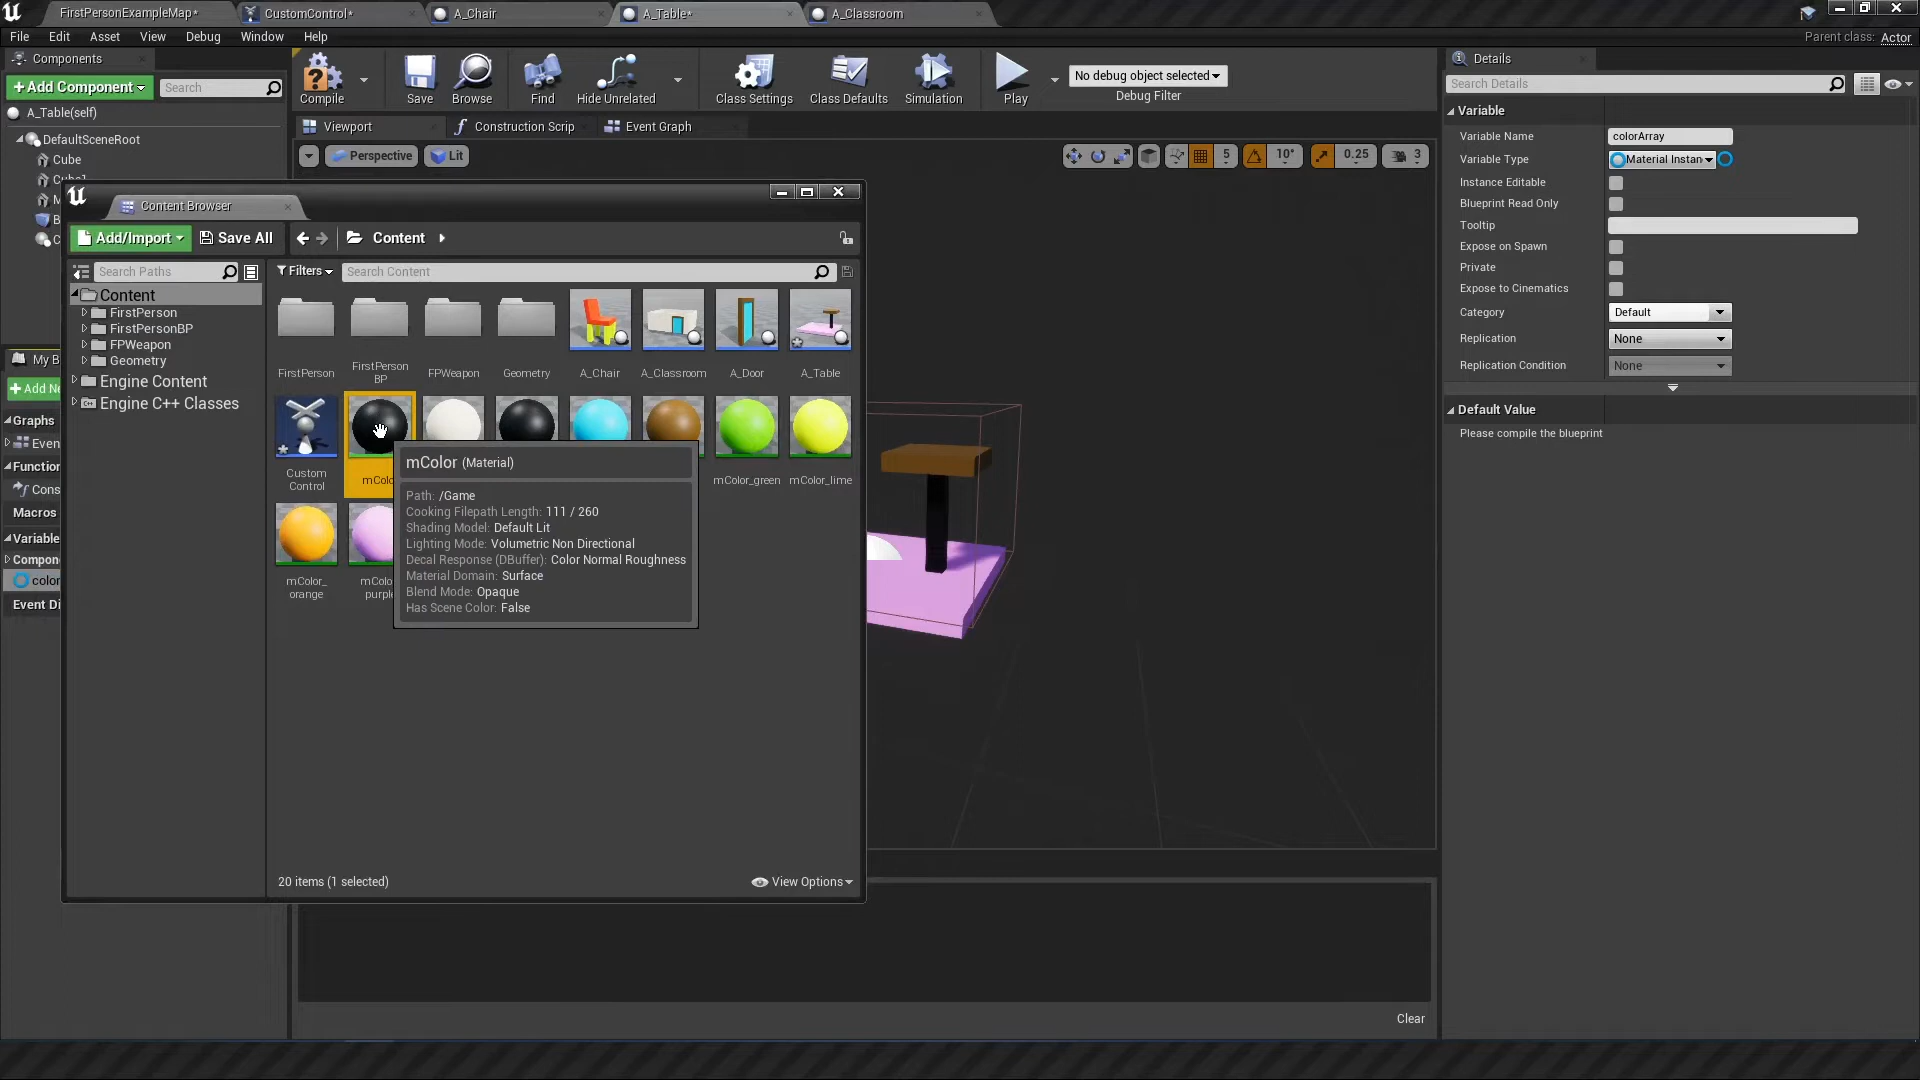 FirstPersonExampleMap*
CustomControl*
A_Chair
A_Table*
A_Classroom
File Edit Asset View Debug Window Help
Parent class: Actor
Components
+Add Component
Search
A_Table(self)
DefaultSceneRoot
Cube
Compile
Save
Browse
Find
Hide Unrelated
Class Settings
Class Defaults
Simulation
Play
No debug object selected
Debug Filter
Viewport
Construction Scrip
Event Graph
Perspective
Lit
5
10°
0.25
3
Content Browser
Add/Import
Save All
Content
Search Paths
Filters
Search Content
Content
FirstPerson
FirstPersonBP
FPWeapon
Geometry
Engine Content
Engine C++ Classes
FirstPerson
FirstPerson
BP
FPWeapon
Geometry
A_Chair
A_Classroom
A_Door
A_Table
Custom
Control
mColo
mColor_green
mColor_lime
mColor_
orange
mColo
purple
mColor (Material)
Path: /Game
Cooking Filepath Length: 111 / 260
Shading Model: Default Lit
Lighting Mode: Volumetric Non Directional
Decal Response (DBuffer): Color Normal Roughness
Material Domain: Surface
Blend Mode: Opaque
Has Scene Color: False
20 items (1 selected)
View Options
My B
+Add Ne
Graphs
Even
Function
Cons
Macros
Variable
Compon
color
Event Di
Clear
Details
Search Details
Variable
Variable Name colorArray
Variable Type Material Instan
Instance Editable
Blueprint Read Only
Tooltip
Expose on Spawn
Private
Expose to Cinematics
Category Default
Replication None
Replication Condition None
Default Value
Please compile the blueprint